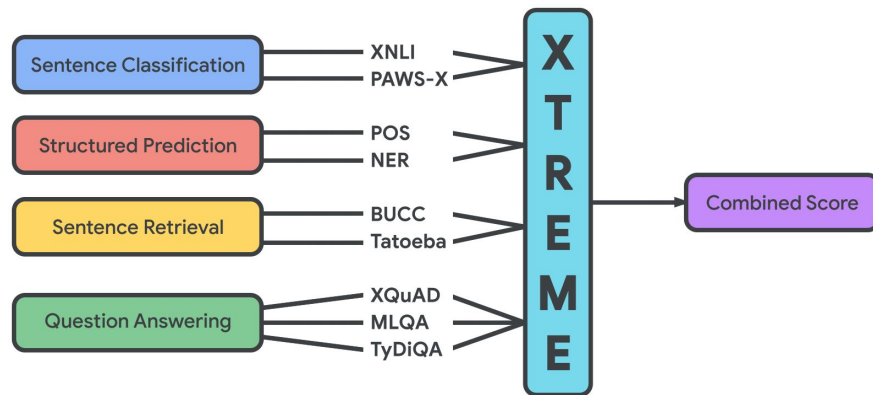 Sentence Classification
XNLI
PAWS-X
Structured Prediction
POS
NER
Sentence Retrieval
BUCC
Tatoeba
Question Answering
XQuAD
MLQA
TyDiQA
XTREME
Combined Score